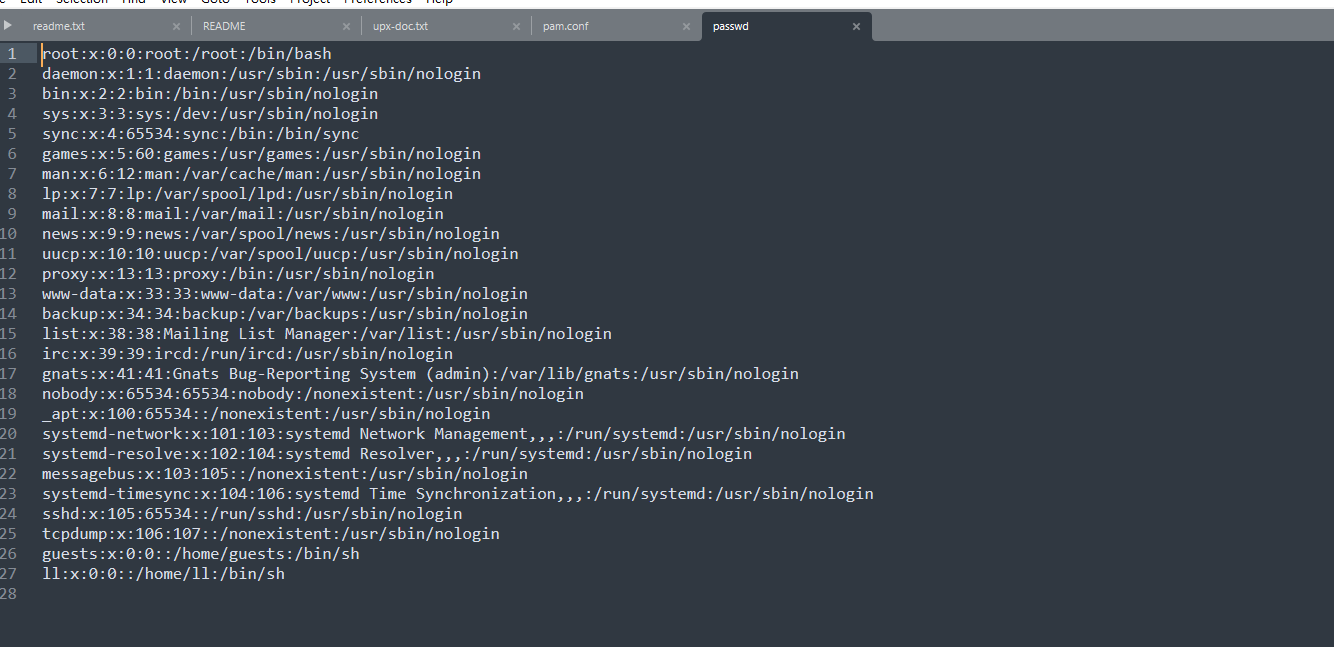 Edit Selection Find View Goto Tools Project Preferences Help
readme.txt README upx-doc.txt pam.conf passwd
1 root:x:0:0:root:/root:/bin/bash
2 daemon:x:1:1:daemon:/usr/sbin:/usr/sbin/nologin
3 bin:x:2:2:bin:/bin:/usr/sbin/nologin
4 sys:x:3:3:sys:/dev:/usr/sbin/nologin
5 sync:x:4:65534:sync:/bin:/bin/sync
6 games:x:5:60:games:/usr/games:/usr/sbin/nologin
7 man:x:6:12:man:/var/cache/man:/usr/sbin/nologin
8 lp:x:7:7:lp:/var/spool/lpd:/usr/sbin/nologin
9 mail:x:8:8:mail:/var/mail:/usr/sbin/nologin
10 news:x:9:9:news:/var/spool/news:/usr/sbin/nologin
11 uucp:x:10:10:uucp:/var/spool/uucp:/usr/sbin/nologin
12 proxy:x:13:13:proxy:/bin:/usr/sbin/nologin
13 www-data:x:33:33:www-data:/var/www:/usr/sbin/nologin
14 backup:x:34:34:backup:/var/backups:/usr/sbin/nologin
15 list:x:38:38:Mailing List Manager:/var/list:/usr/sbin/nologin
16 irc:x:39:39:ircd:/run/ircd:/usr/sbin/nologin
17 gnats:x:41:41:Gnats Bug-Reporting System (admin):/var/lib/gnats:/usr/sbin/nologin
18 nobody:x:65534:65534:nobody:/nonexistent:/usr/sbin/nologin
19 _apt:x:100:65534::/nonexistent:/usr/sbin/nologin
20 systemd-network:x:101:103:systemd Network Management,,,:/run/systemd:/usr/sbin/nologin
21 systemd-resolve:x:102:104:systemd Resolver,,,:/run/systemd:/usr/sbin/nologin
22 messagebus:x:103:105::/nonexistent:/usr/sbin/nologin
23 systemd-timesync:x:104:106:systemd Time Synchronization,,,:/run/systemd:/usr/sbin/nologin
24 sshd:x:105:65534::/run/sshd:/usr/sbin/nologin
25 tcpdump:x:106:107::/nonexistent:/usr/sbin/nologin
26 guests:x:0:0::/home/guests:/bin/sh
27 ll:x:0:0::/home/ll:/bin/sh
28